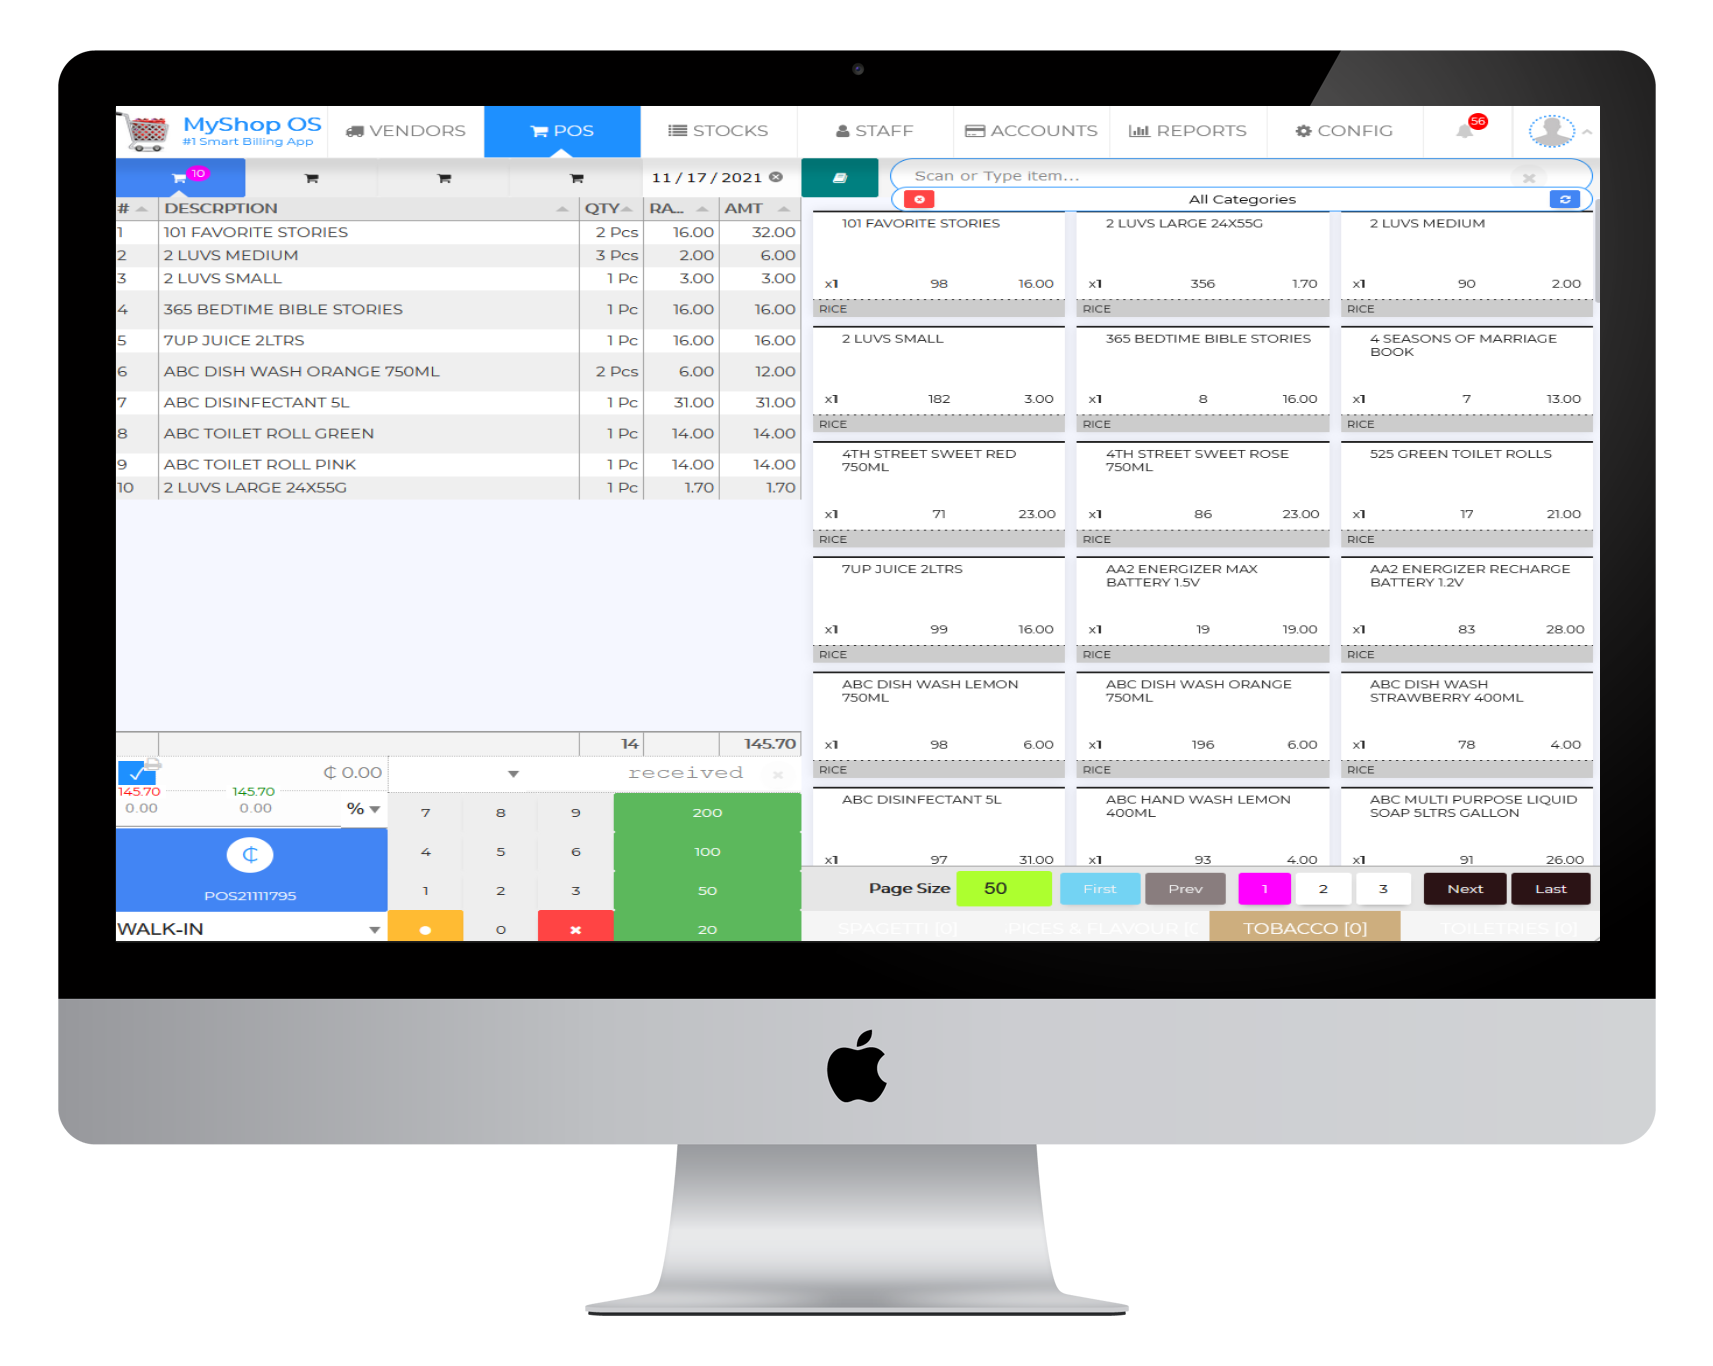 MyShop OS
#1 Smart Billing App
VENDORS
POS
STOCKS
STAFF
ACCOUNTS
REPORTS
CONFIG
56
10
11/17/2021
Scan or Type item...
All Categories
# DESCRPTION QTY RA... AMT
1 101 FAVORITE STORIES 2 Pcs 16.00 32.00
2 2 LUVS MEDIUM 3 Pcs 2.00 6.00
3 2 LUVS SMALL 1 Pc 3.00 3.00
4 365 BEDTIME BIBLE STORIES 1 Pc 16.00 16.00
5 7UP JUICE 2LTRS 1 Pc 16.00 16.00
6 ABC DISH WASH ORANGE 750ML 2 Pcs 6.00 12.00
7 ABC DISINFECTANT 5L 1 Pc 31.00 31.00
8 ABC TOILET ROLL GREEN 1 Pc 14.00 14.00
9 ABC TOILET ROLL PINK 1 Pc 14.00 14.00
10 2 LUVS LARGE 24X55G 1 Pc 1.70 1.70
14 145.70
₵ 0.00
received
145.70 145.70
0.00 0.00 %
7 8 9 200
4 5 6 100
1 2 3 50
0 20
₵
POS21111795
WALK-IN
101 FAVORITE STORIES
x1 98 16.00
RICE
2 LUVS LARGE 24X55G
x1 356 1.70
RICE
2 LUVS MEDIUM
x1 90 2.00
RICE
2 LUVS SMALL
x1 182 3.00
RICE
365 BEDTIME BIBLE STORIES
x1 8 16.00
RICE
4 SEASONS OF MARRIAGE
BOOK
x1 7 13.00
RICE
4TH STREET SWEET RED
750ML
x1 71 23.00
RICE
4TH STREET SWEET ROSE
750ML
x1 86 23.00
RICE
525 GREEN TOILET ROLLS
x1 17 21.00
RICE
7UP JUICE 2LTRS
x1 99 16.00
RICE
AA2 ENERGIZER MAX
BATTERY 1.5V
x1 19 19.00
RICE
AA2 ENERGIZER RECHARGE
BATTERY 1.2V
x1 83 28.00
RICE
ABC DISH WASH LEMON
750ML
x1 98 6.00
RICE
ABC DISH WASH ORANGE
750ML
x1 196 6.00
RICE
ABC DISH WASH
STRAWBERRY 400ML
x1 78 4.00
RICE
ABC DISINFECTANT 5L
x1 97 31.00
ABC HAND WASH LEMON
400ML
x1 93 4.00
ABC MULTI PURPOSE LIQUID
SOAP 5LTRS GALLON
x1 91 26.00
Page Size 50 First Prev 1 2 3 Next Last
SPAGETTI [0] PICES & FLAVOUR [0 TOBACCO [0] TOILETRIES [0]